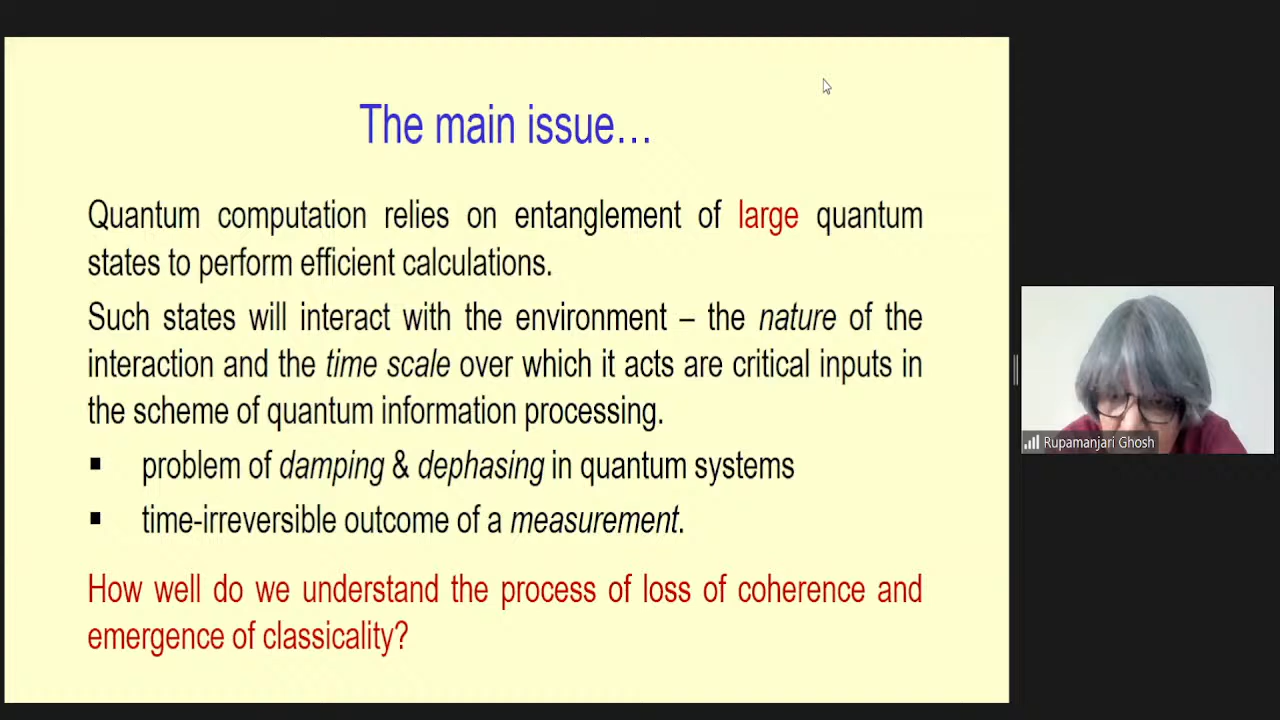 The main issue…
Quantum computation relies on entanglement of large quantum
states to perform efficient calculations.
Such states will interact with the environment – the nature of the
interaction and the time scale over which it acts are critical inputs in
the scheme of quantum information processing.
▪ problem of damping & dephasing in quantum systems
▪ time-irreversible outcome of a measurement.
How well do we understand the process of loss of coherence and
emergence of classicality?
Rupamanjari Ghosh